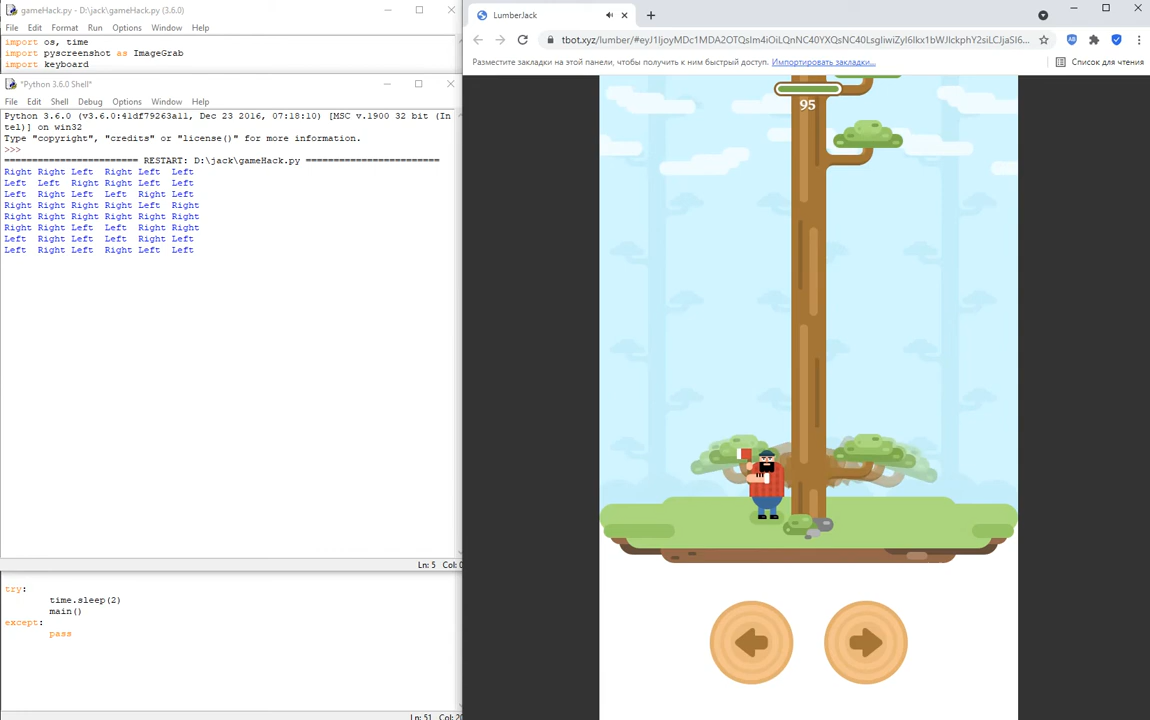 gameHack.py - D:\jack\gameHack.py (3.6.0)
File Edit Format Run Options Window Help
import os, time
import pyscreenshot as ImageGrab
import keyboard
*Python 3.6.0 Shell*
File Edit Shell Debug Options Window Help
Python 3.6.0 (v3.6.0:41df79263a11, Dec 23 2016, 07:18:10) [MSC v.1900 32 bit (In
tel)] on win32
Type "copyright", "credits" or "license()" for more information.
>>>
======================== RESTART: D:\jack\gameHack.py ========================
Right Right Left Right Left Left
Left Left Right Right Left Left
Left Right Left Left Right Left
Right Right Right Right Left Right
Right Right Right Right Right Right
Right Right Left Left Right Right
Left Right Left Left Right Left
Left Right Left Right Left Left
Ln: 5 Col:
try:
time.sleep(2)
main()
except:
pass
Ln: 51 Col:
LumberJack
Разместите закладки на этой панели, чтобы получить к ним быстрый доступ. Импортировать закладки...
Список для чтения
95